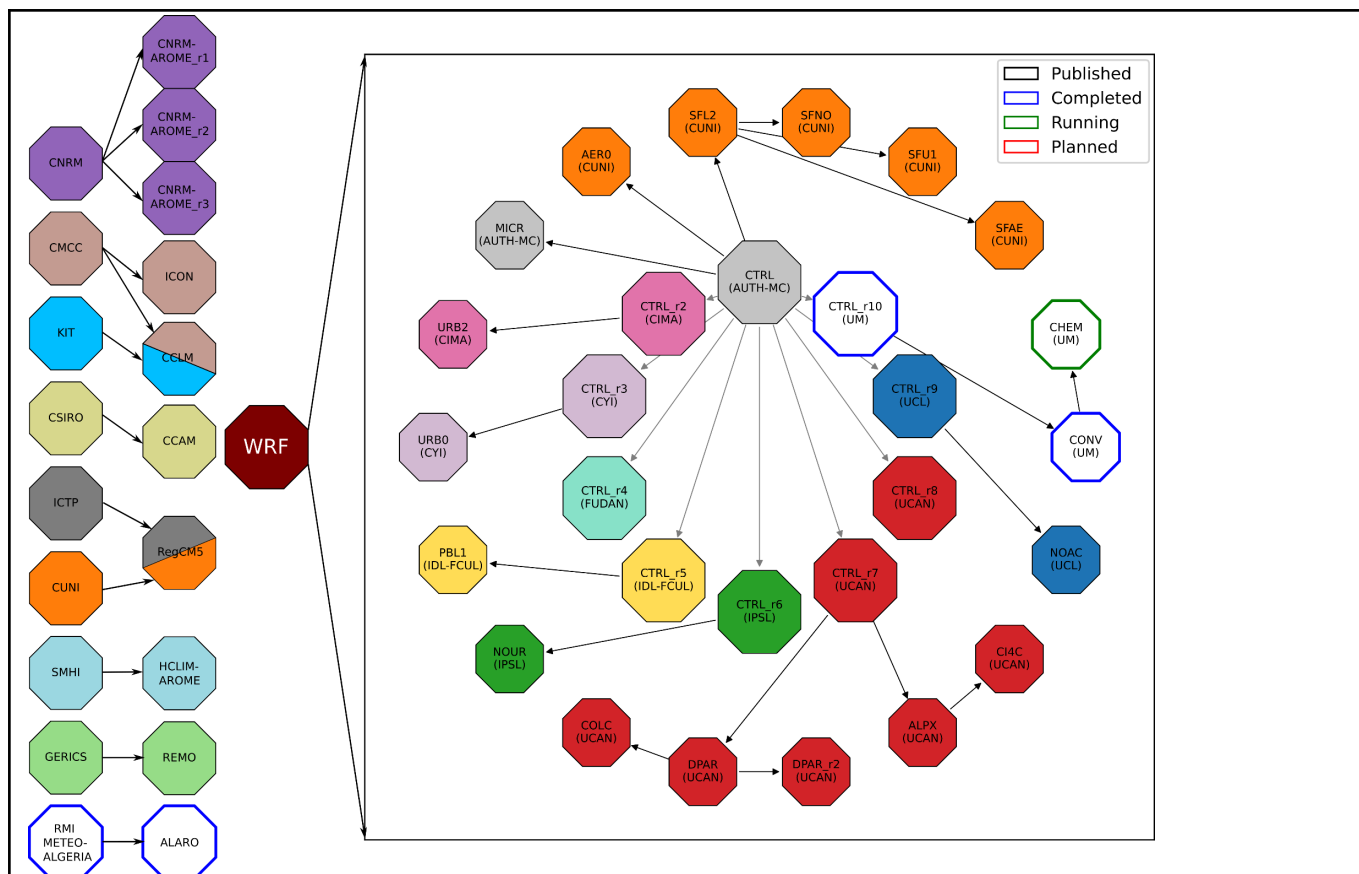 CNRM
CNRM-
AROME_r1
CNRM-
AROME_r2
CNRM-
AROME_r3
CMCC
ICON
KIT
CCLM
CSIRO
CCAM
ICTP
RegCM5
CUNI
SMHI
HCLIM-
AROME
GERICS
REMO
RMI
METEO-
ALGERIA
ALARO
WRF
Published
Completed
Running
Planned
SFL2
(CUNI)
SFNO
(CUNI)
AER0
(CUNI)
SFU1
(CUNI)
MICR
(AUTH-MC)
SFAE
(CUNI)
CTRL
(AUTH-MC)
CTRL_r2
(CIMA)
CTRL_r10
(UM)
URB2
(CIMA)
CHEM
(UM)
CTRL_r3
(CYI)
CTRL_r9
(UCL)
URB0
(CYI)
CONV
(UM)
CTRL_r4
(FUDAN)
CTRL_r8
(UCAN)
PBL1
(IDL-FCUL)
CTRL_r5
(IDL-FCUL)
CTRL_r7
(UCAN)
NOAC
(UCL)
CTRL_r6
(IPSL)
NOUR
(IPSL)
CI4C
(UCAN)
COLC
(UCAN)
ALPX
(UCAN)
DPAR
(UCAN)
DPAR_r2
(UCAN)